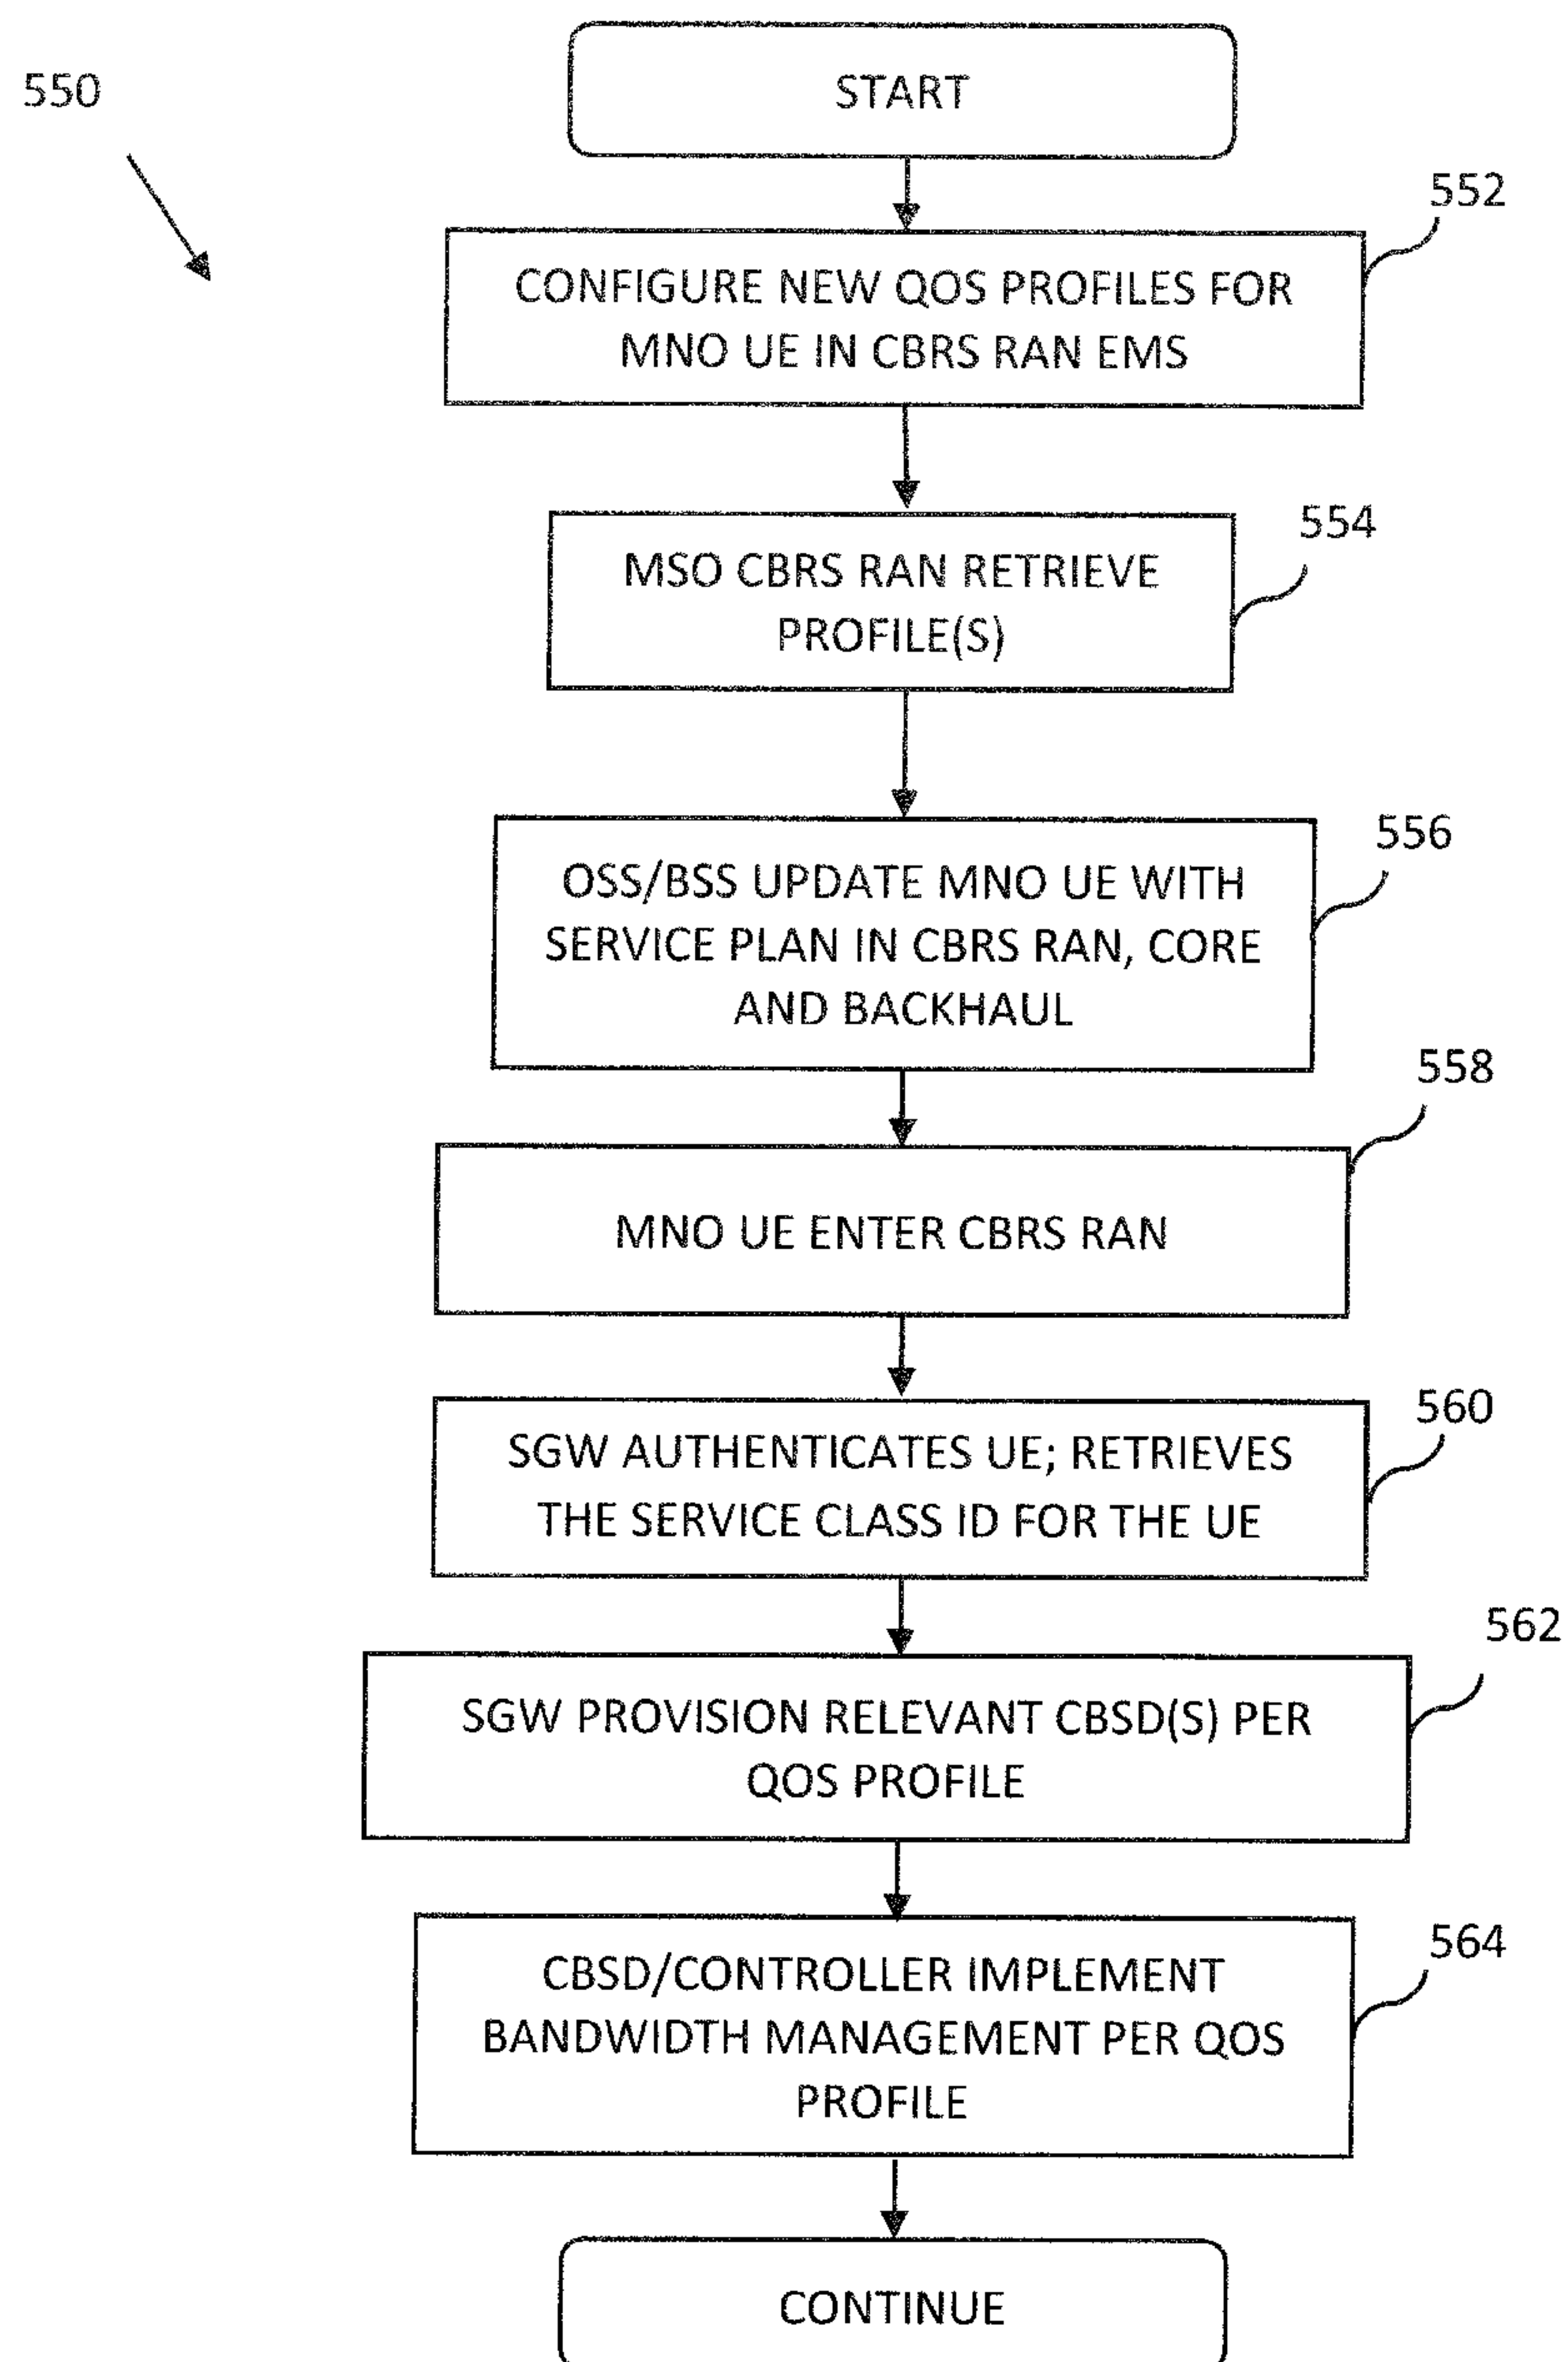 550
START
552
CONFIGURE NEW QOS PROFILES FOR
MNO UE IN CBRS RAN EMS
554
MSO CBRS RAN RETRIEVE
PROFILE(S)
556
OSS/BSS UPDATE MNO UE WITH
SERVICE PLAN IN CBRS RAN, CORE
AND BACKHAUL
558
MNO UE ENTER CBRS RAN
560
SGW AUTHENTICATES UE; RETRIEVES
THE SERVICE CLASS ID FOR THE UE
562
SGW PROVISION RELEVANT CBSD(S) PER
QOS PROFILE
564
CBSD/CONTROLLER IMPLEMENT
BANDWIDTH MANAGEMENT PER QOS
PROFILE
CONTINUE